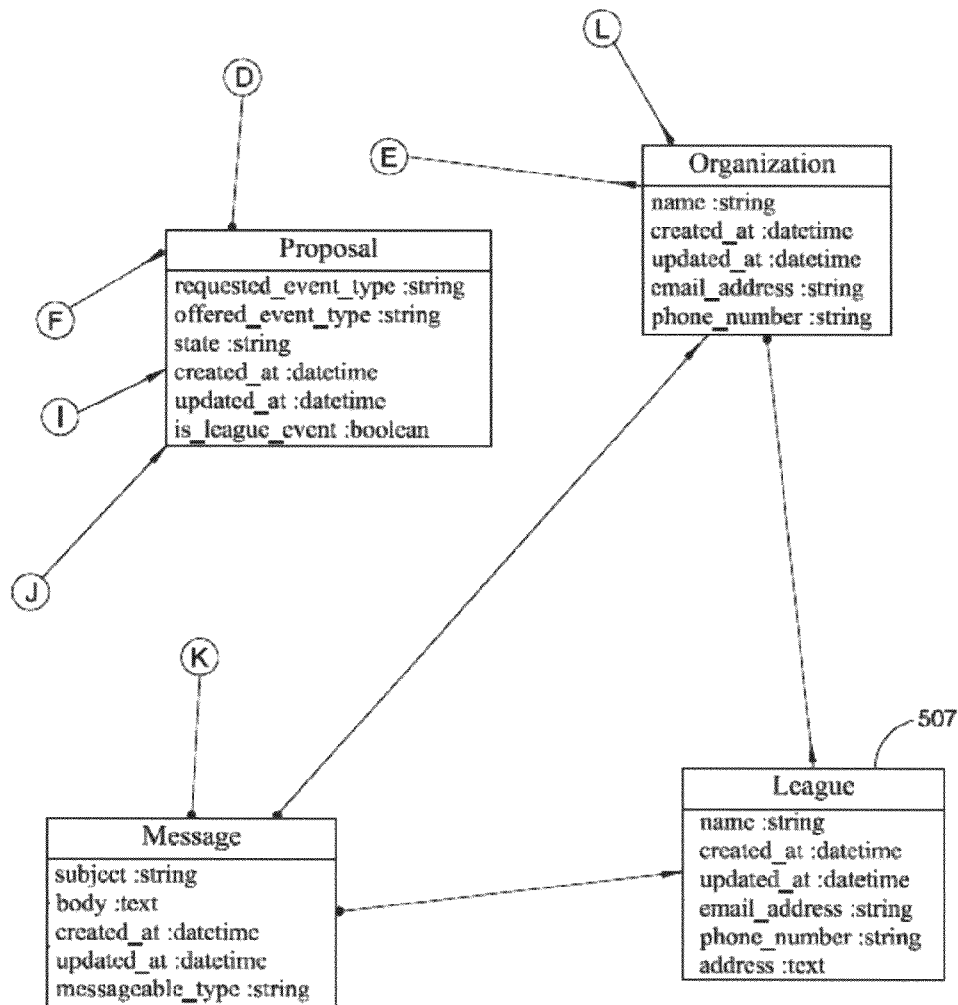 L
D
E
Organization
name :string
created_at :datetime
updated_at :datetime
email_address :string
phone_number :string
Proposal
requested_event_type :string
offered_event_type :string
state :string
created_at :datetime
updated_at :datetime
is_league_event :boolean
F
I
J
K
507
League
name :string
created_at :datetime
updated_at :datetime
email_address :string
phone_number :string
address :text
Message
subject :string
body :text
created_at :datetime
updated_at :datetime
messageable_type :string